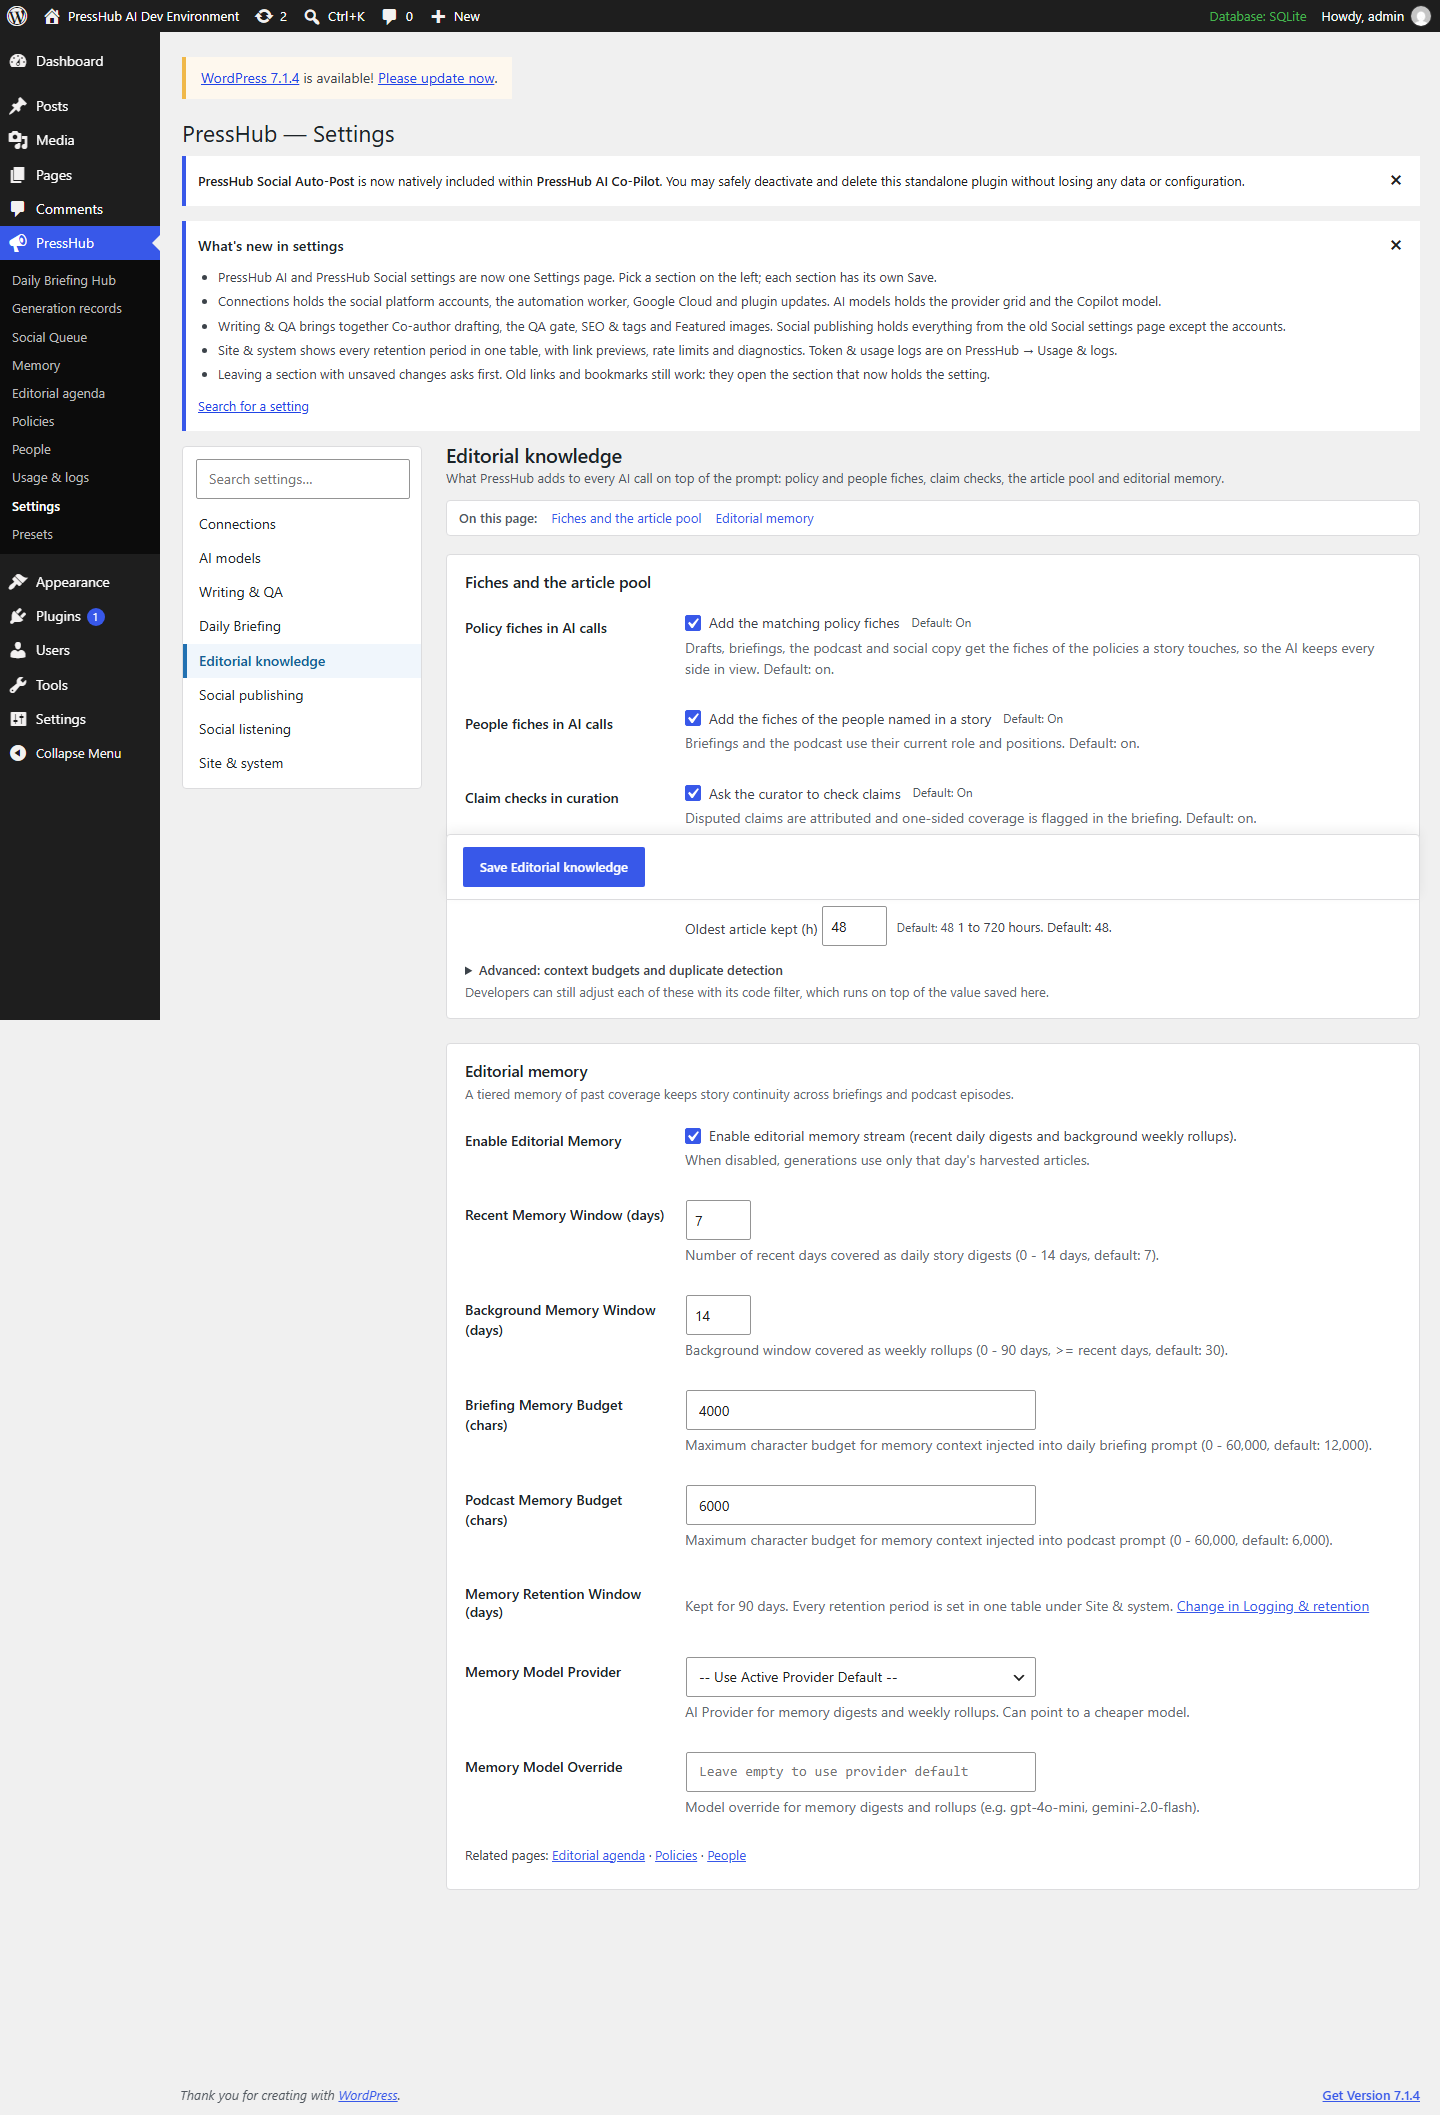 PressHub AI Dev Environment
2
Ctrl+K
0
New
Database: SQLite
Howdy, admin
Dashboard
Posts
Media
Pages
Comments
PressHub
Daily Briefing Hub
Generation records
Social Queue
Memory
Editorial agenda
Policies
People
Usage & logs
Settings
Presets
Appearance
Plugins 1
Users
Tools
Settings
Collapse Menu
WordPress 7.1.4 is available! Please update now.
PressHub — Settings
PressHub Social Auto-Post is now natively included within PressHub AI Co-Pilot. You may safely deactivate and delete this standalone plugin without losing any data or configuration.
What's new in settings
PressHub AI and PressHub Social settings are now one Settings page. Pick a section on the left; each section has its own Save.
Connections holds the social platform accounts, the automation worker, Google Cloud and plugin updates. AI models holds the provider grid and the Copilot model.
Writing & QA brings together Co-author drafting, the QA gate, SEO & tags and Featured images. Social publishing holds everything from the old Social settings page except the accounts.
Site & system shows every retention period in one table, with link previews, rate limits and diagnostics. Token & usage logs are on PressHub → Usage & logs.
Leaving a section with unsaved changes asks first. Old links and bookmarks still work: they open the section that now holds the setting.
Search for a setting
Search settings...
Connections
AI models
Writing & QA
Daily Briefing
Editorial knowledge
Social publishing
Social listening
Site & system
Editorial knowledge
What PressHub adds to every AI call on top of the prompt: policy and people fiches, claim checks, the article pool and editorial memory.
On this page: Fiches and the article pool Editorial memory
Fiches and the article pool
Policy fiches in AI calls
Add the matching policy fiches Default: On
Drafts, briefings, the podcast and social copy get the fiches of the policies a story touches, so the AI keeps every
side in view. Default: on.
People fiches in AI calls
Add the fiches of the people named in a story Default: On
Briefings and the podcast use their current role and positions. Default: on.
Claim checks in curation
Ask the curator to check claims Default: On
Disputed claims are attributed and one-sided coverage is flagged in the briefing. Default: on.
Save Editorial knowledge
Oldest article kept (h) 48 Default: 48 1 to 720 hours. Default: 48.
Advanced: context budgets and duplicate detection
Developers can still adjust each of these with its code filter, which runs on top of the value saved here.
Editorial memory
A tiered memory of past coverage keeps story continuity across briefings and podcast episodes.
Enable Editorial Memory
Enable editorial memory stream (recent daily digests and background weekly rollups).
When disabled, generations use only that day's harvested articles.
Recent Memory Window (days)
7
Number of recent days covered as daily story digests (0 - 14 days, default: 7).
Background Memory Window
(days)
14
Background window covered as weekly rollups (0 - 90 days, >= recent days, default: 30).
Briefing Memory Budget
(chars)
4000
Maximum character budget for memory context injected into daily briefing prompt (0 - 60,000, default: 12,000).
Podcast Memory Budget
(chars)
6000
Maximum character budget for memory context injected into podcast prompt (0 - 60,000, default: 6,000).
Memory Retention Window
(days)
Kept for 90 days. Every retention period is set in one table under Site & system. Change in Logging & retention
Memory Model Provider
-- Use Active Provider Default --
AI Provider for memory digests and weekly rollups. Can point to a cheaper model.
Memory Model Override
Leave empty to use provider default
Model override for memory digests and rollups (e.g. gpt-4o-mini, gemini-2.0-flash).
Related pages: Editorial agenda · Policies · People
Thank you for creating with WordPress.
Get Version 7.1.4